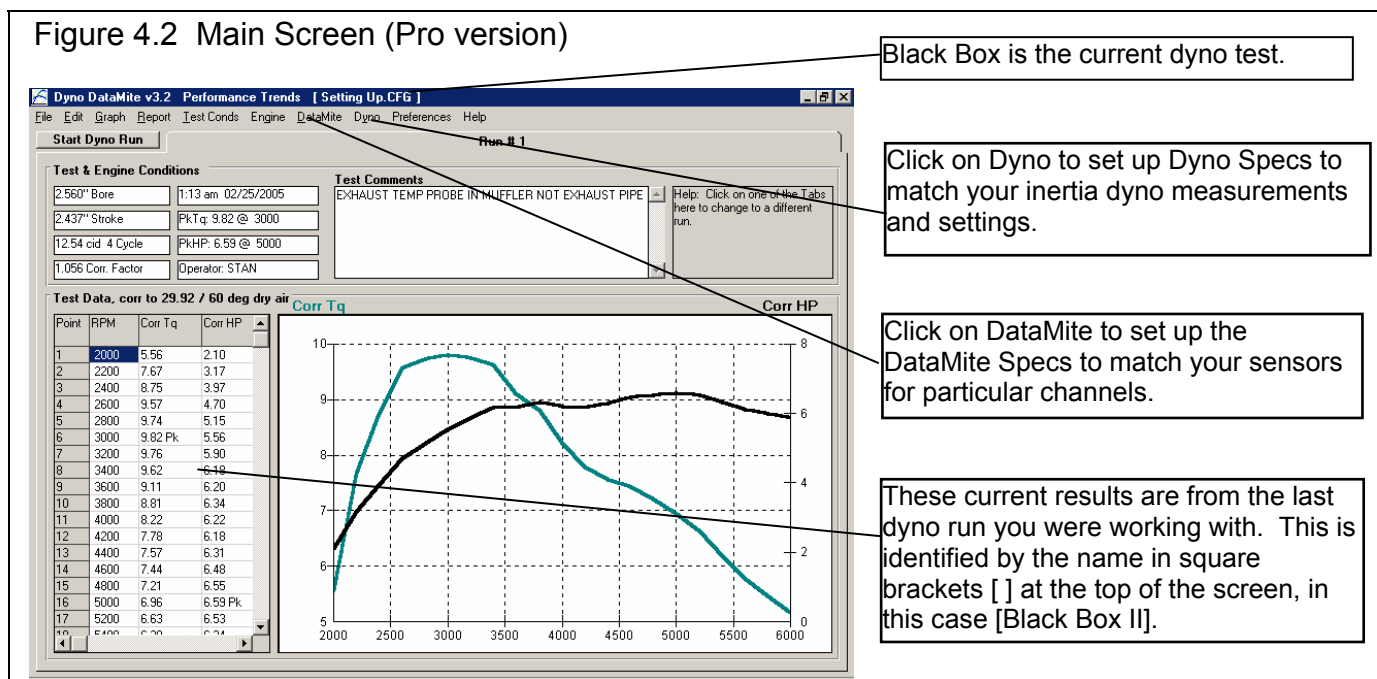 Figure 4.2 Main Screen (Pro version)
Black Box is the current dyno test.
Dyno DataMite v3.2 Performance Trends [ Setting Up.CFG ]
File Edit Graph Report Test Conds Engine DataMite Dyno Preferences Help
Start Dyno Run
Run # 1
Click on Dyno to set up Dyno Specs to
match your inertia dyno measurements
and settings.
Test & Engine Conditions
2.560" Bore
1:13 am 02/25/2005
2.437" Stroke
PkTq: 9.82 @ 3000
12.54 cid 4 Cycle
PkHP: 6.59 @ 5000
1.056 Corr. Factor
Operator: STAN
Test Comments
EXHAUST TEMP PROBE IN MUFFLER NOT EXHAUST PIPE
Help: Click on one of the Tabs
here to change to a different
run.
Click on DataMite to set up the
DataMite Specs to match your sensors
for particular channels.
Test Data, corr to 29.92 / 60 deg dry air
Point RPM Corr Tq Corr HP
1 2000 5.56 2.10
2 2200 7.67 3.17
3 2400 8.75 3.97
4 2600 9.57 4.70
5 2800 9.74 5.15
6 3000 9.82 Pk 5.56
7 3200 9.76 5.90
8 3400 9.62 6.18
9 3600 9.11 6.20
10 3800 8.81 6.34
11 4000 8.22 6.22
12 4200 7.78 6.18
13 4400 7.57 6.31
14 4600 7.44 6.48
15 4800 7.21 6.55
16 5000 6.96 6.59 Pk
17 5200 6.63 6.53
Corr Tq
Corr HP
10
9
8
7
6
5
8
6
4
2
0
2000 2500 3000 3500 4000 4500 5000 5500 6000
These current results are from the last
dyno run you were working with. This is
identified by the name in square
brackets [ ] at the top of the screen, in
this case [Black Box II].